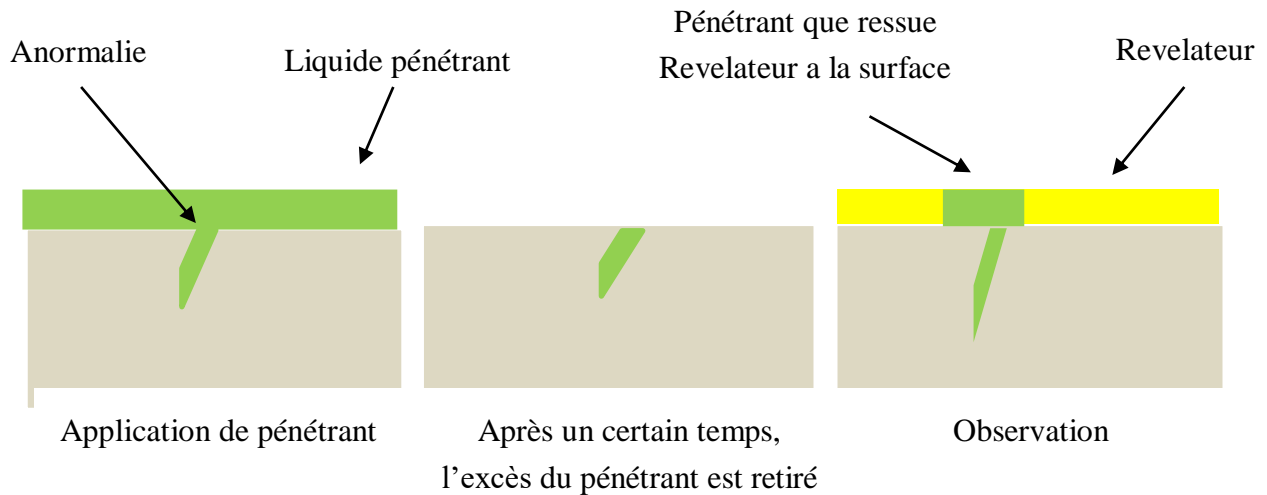 Anormalie
Liquide pénétrant
Pénétrant que ressue
Revelateur a la surface
Revelateur
Application de pénétrant
Après un certain temps,
l’excès du pénétrant est retiré
Observation